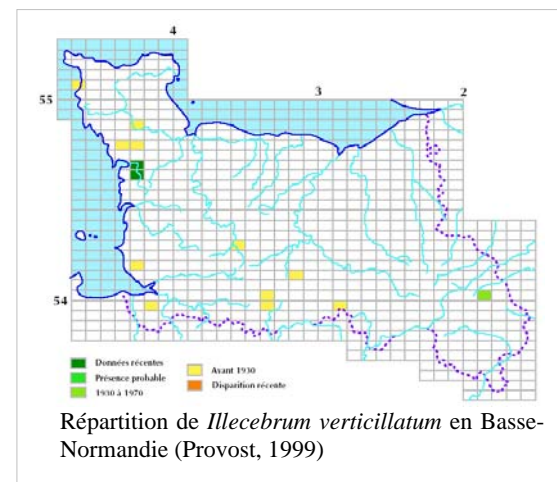 4
3
2
55
54
Données récentes
Présence probable
1930 à 1970
Avant 1930
Disparition récente
Répartition de Illecebrum verticillatum en Basse-
Normandie (Provost, 1999)